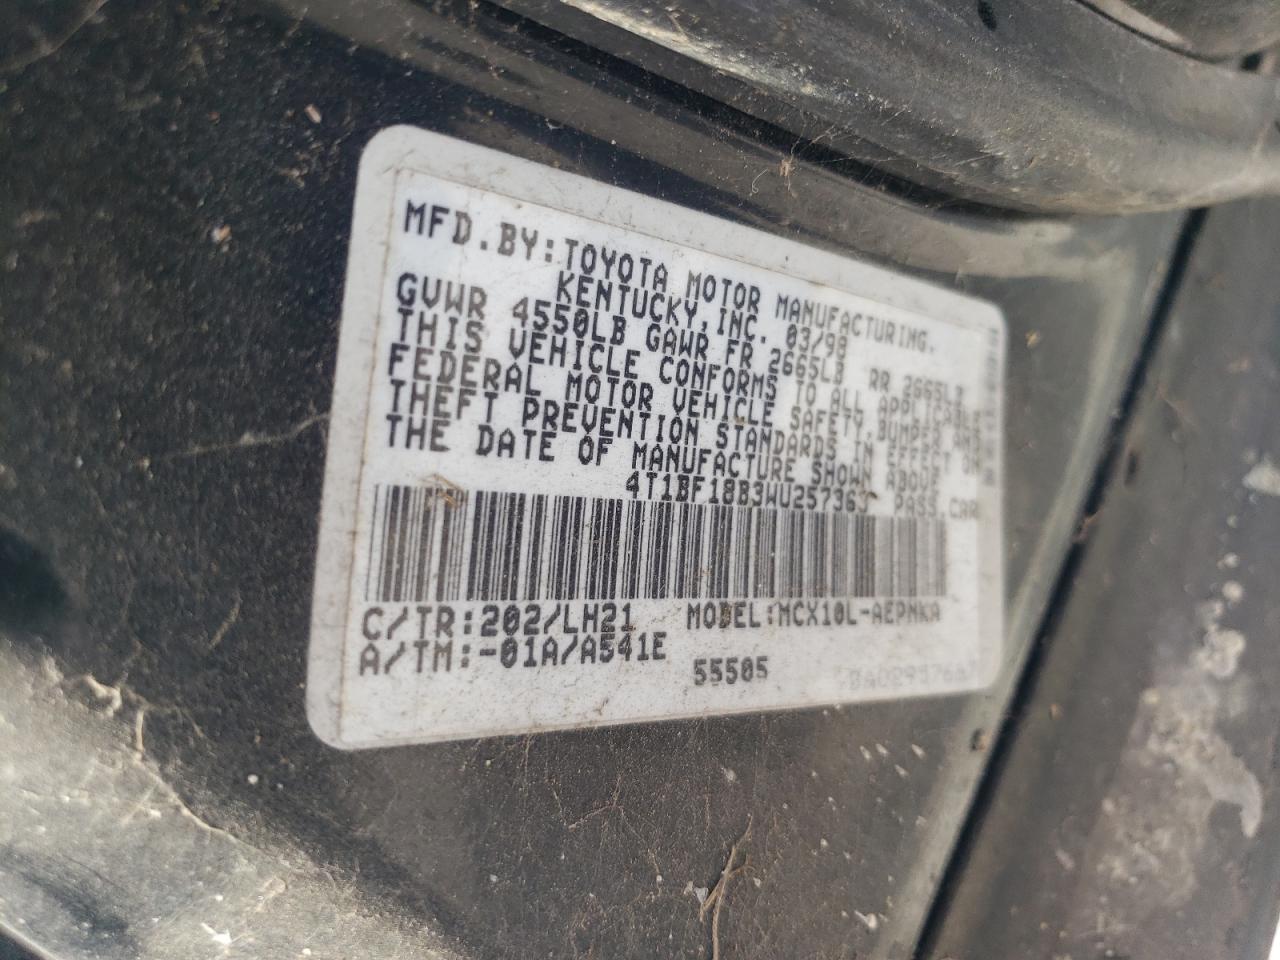 MFD.BY:TOYOTA MOTOR MANUFACTURING.
KENTUCKY,INC. 03/98
GVWR 4550LB GAWR FR 2665LB RR 2665LB
THIS VEHICLE CONFORMS TO ALL APPLICABLE
FEDERAL MOTOR VEHICLE SAFETY,BUMPER AND
THEFT PREVENTION STANDARDS IN EFFECT ON
THE DATE OF MANUFACTURE SHOWN ABOVE
4T1BF18B3WU257363 PASS.CAR
C/TR:202/LH21 MODEL:MCX10L-AEPNKA
A/TM:-01A/A541E
55505